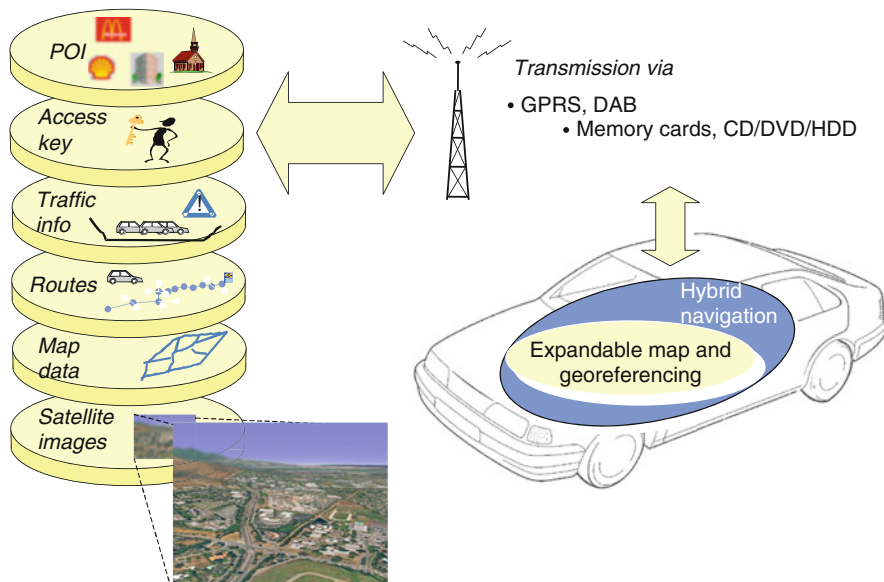 POI
Access
key
Traffic
info
Routes
Map
data
Satellite
images
Transmission via
• GPRS, DAB
• Memory cards, CD/DVD/HDD
Hybrid
navigation
Expandable map and
georeferencing